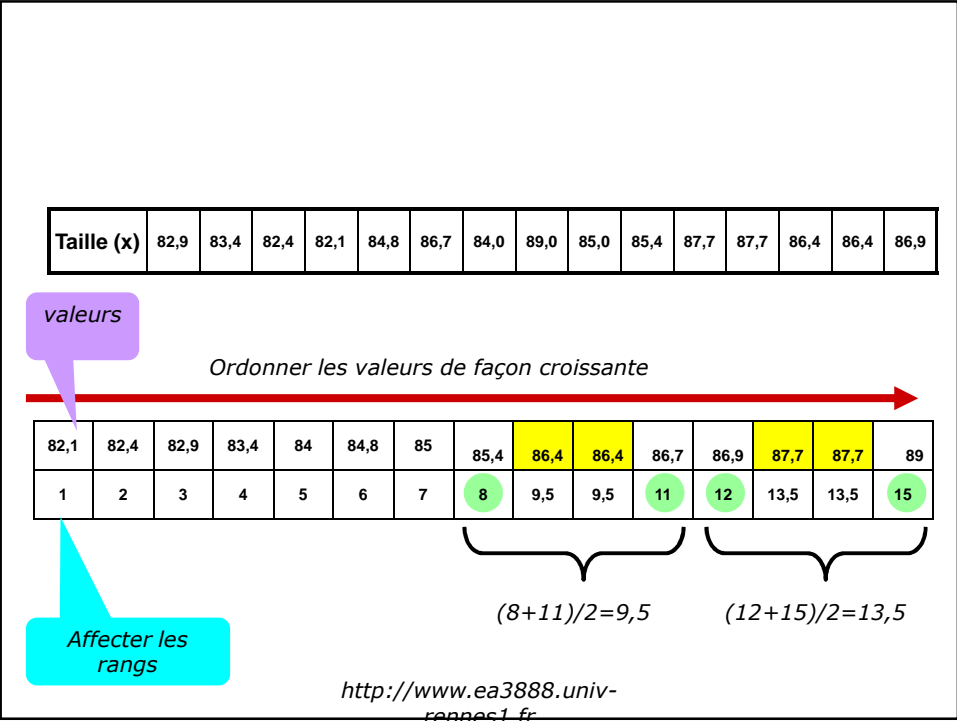 Taille (x) 82,9 83,4 82,4 82,1 84,8 86,7 84,0 89,0 85,0 85,4 87,7 87,7 86,4 86,4 86,9
valeurs
Ordonner les valeurs de façon croissante
82,1 82,4 82,9 83,4 84 84,8 85 85,4 86,4 86,4 86,7 86,9 87,7 87,7 89
1 2 3 4 5 6 7 8 9,5 9,5 11 12 13,5 13,5 15
(8+11)/2=9,5 (12+15)/2=13,5
Affecter les
rangs
http://www.ea3888.univ-
rennes1.fr